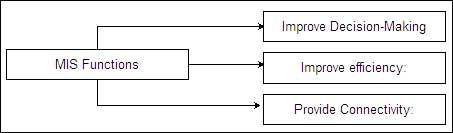 Improve Decision-Making
MIS Functions
Improve efficiency:
Provide Connectivity: